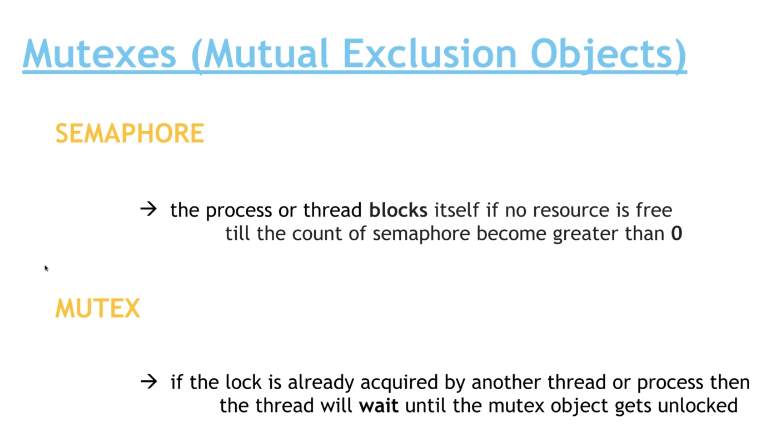 Mutexes (Mutual Exclusion Objects)
SEMAPHORE
→ the process or thread blocks itself if no resource is free
till the count of semaphore become greater than 0
MUTEX
→ if the lock is already acquired by another thread or process then
the thread will wait until the mutex object gets unlocked